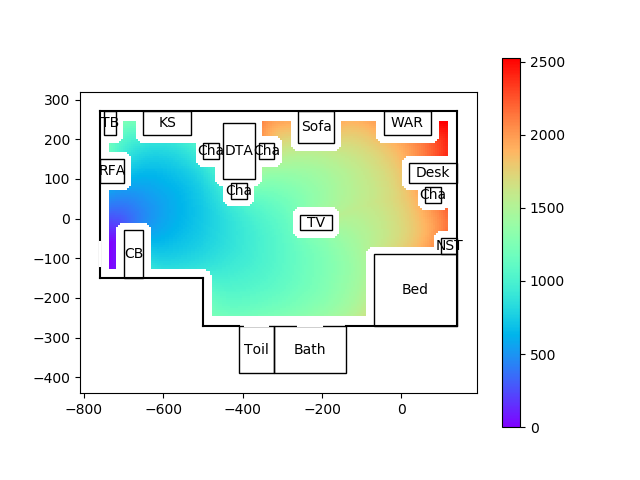 2500
300
TB KS Sofa WAR
200
2000
Cha DTA Cha
RFA Desk
100
Cha Cha
1500
0
TV
NST
CB
−100
1000
Bed
−200
−300
500
Toil Bath
−400
0
−800 −600 −400 −200 0